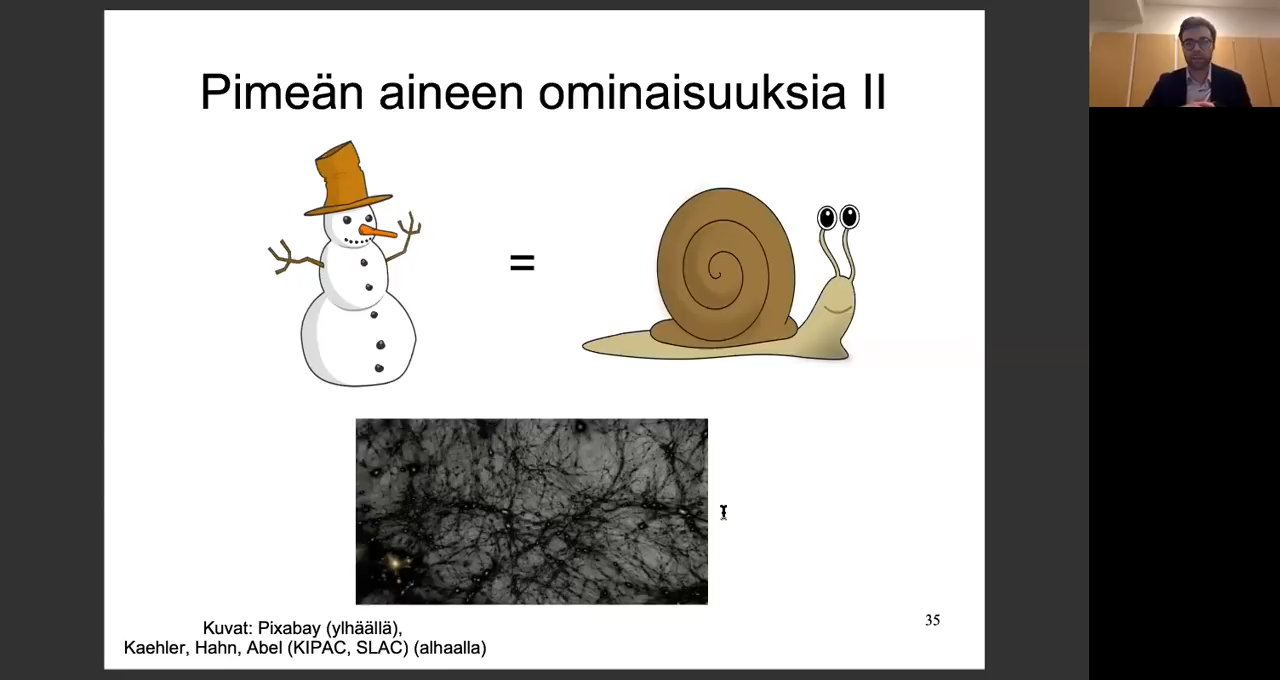 Pimeän aineen ominaisuuksia II
=
Kuvat: Pixabay (ylhäällä),
Kaehler, Hahn, Abel (KIPAC, SLAC) (alhaalla)
35